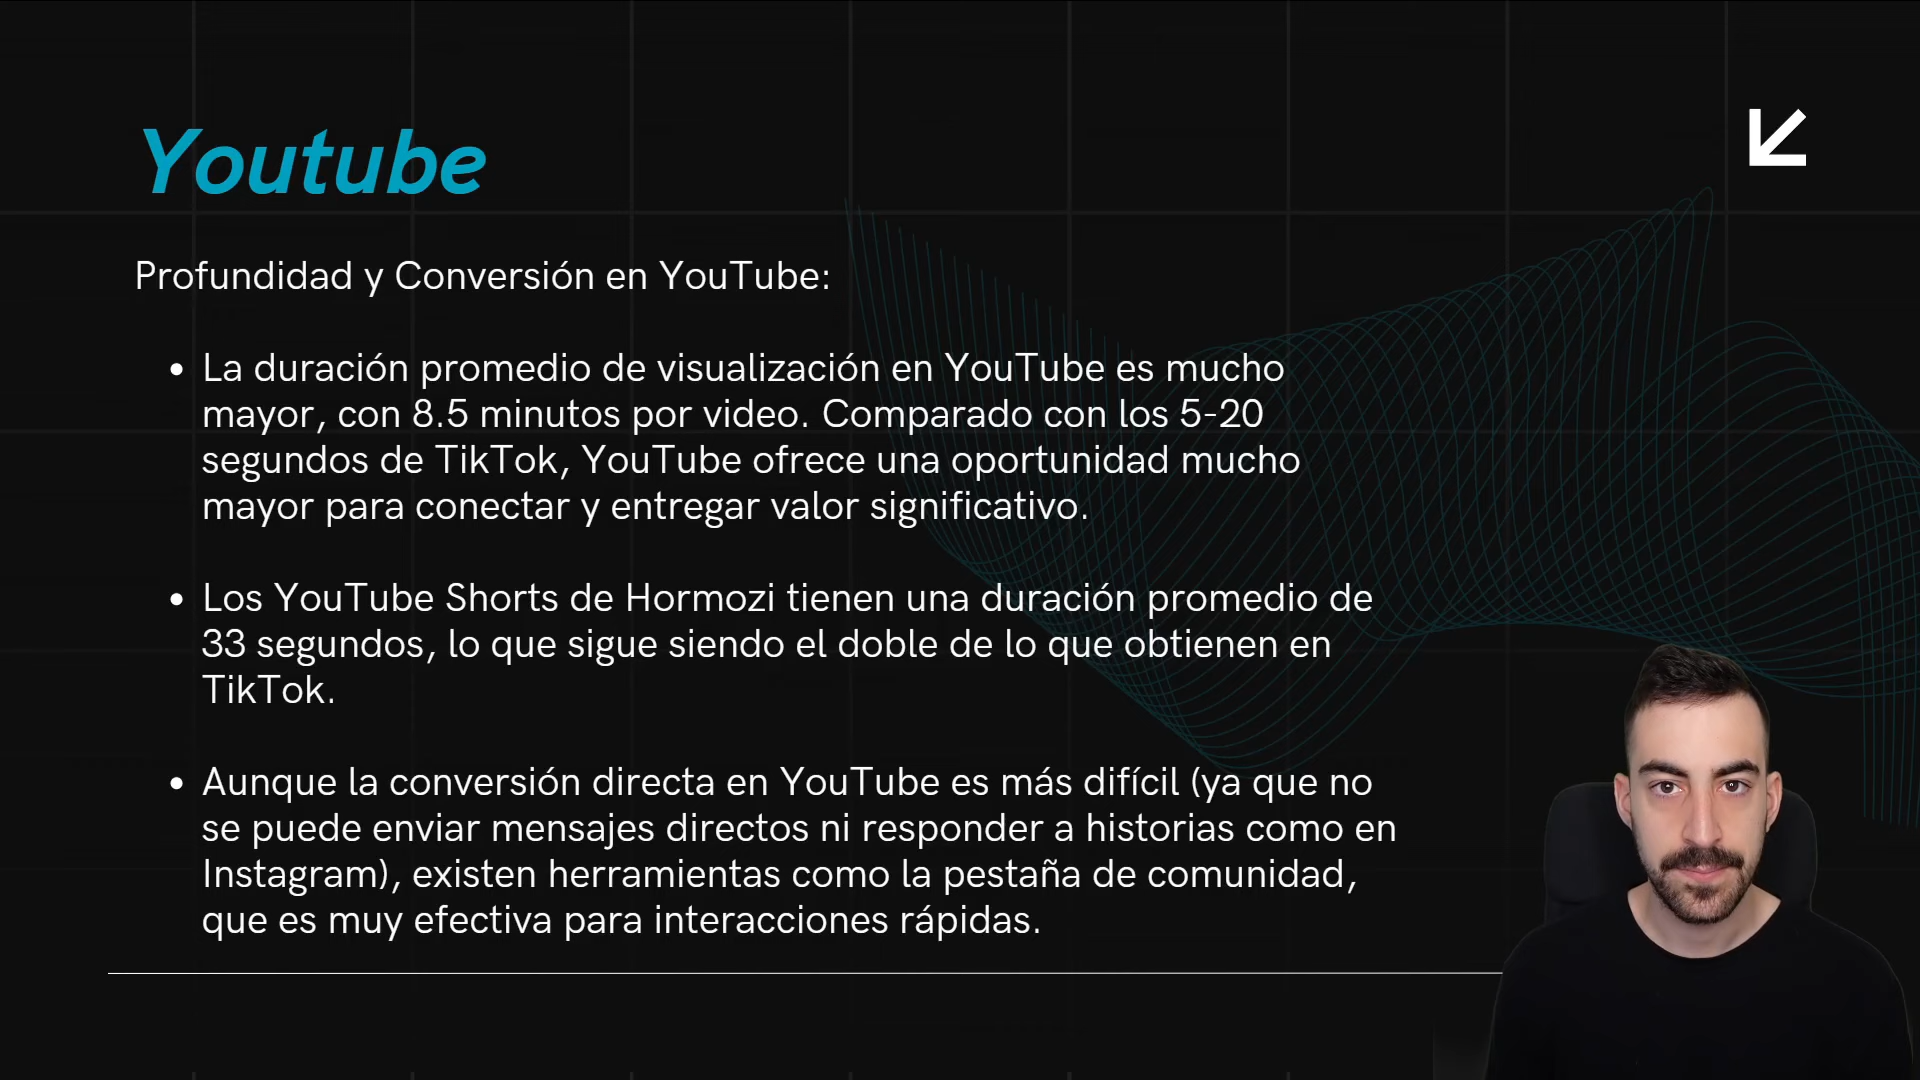 Youtube
Profundidad y Conversión en YouTube:
• La duración promedio de visualización en YouTube es mucho
mayor, con 8.5 minutos por video. Comparado con los 5-20
segundos de TikTok, YouTube ofrece una oportunidad mucho
mayor para conectar y entregar valor significativo.
• Los YouTube Shorts de Hormozi tienen una duración promedio de
33 segundos, lo que sigue siendo el doble de lo que obtienen en
TikTok.
• Aunque la conversión directa en YouTube es más difícil (ya que no
se puede enviar mensajes directos ni responder a historias como en
Instagram), existen herramientas como la pestaña de comunidad,
que es muy efectiva para interacciones rápidas.